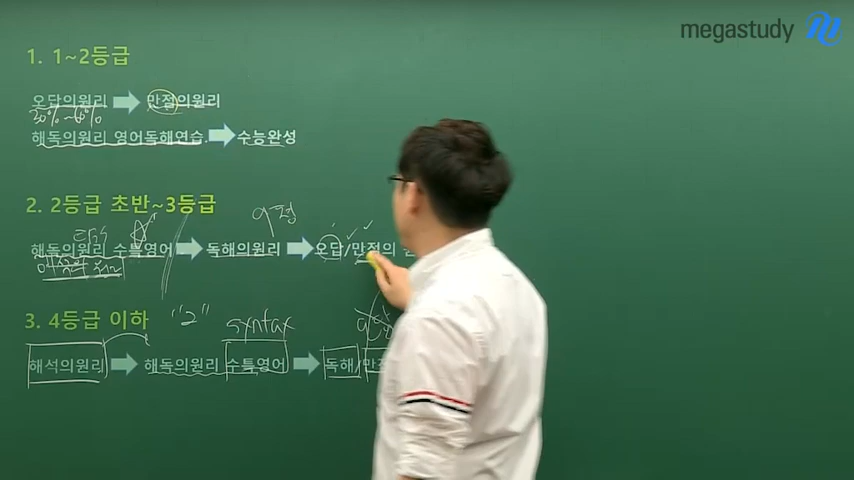 megastudy
1. 1~2등급
오답의원리 만점의원리
30% ~ 60%
해독의원리 영어독해연습. 수능완성
2. 2등급 초반~3등급
해독의원리 수특영어 독해의원리 오답/만점의
3. 4등급 이하 "2"
syntax
해석의원리 해독의원리 수특영어 독해/만점